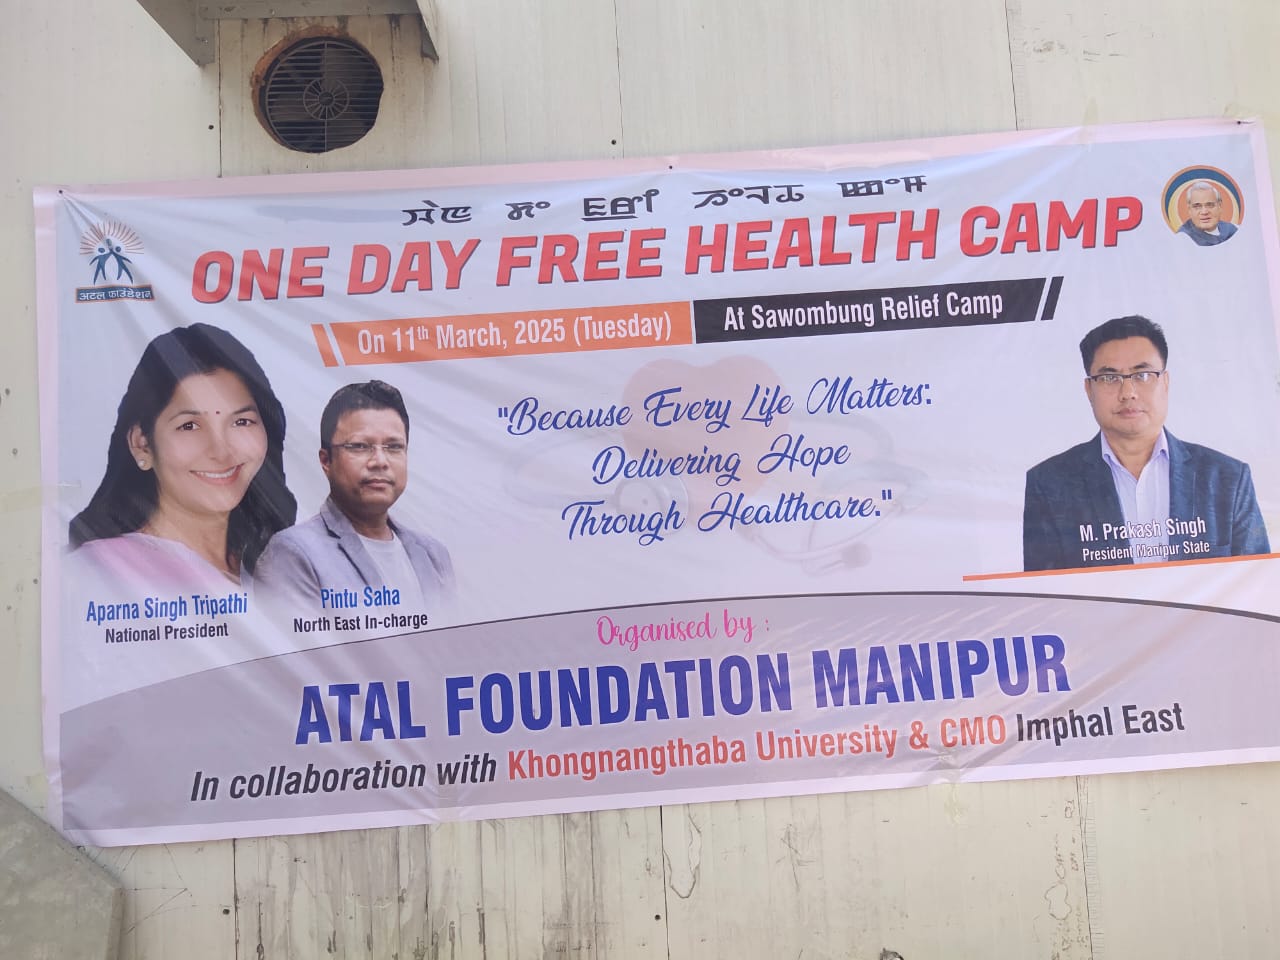 ONE DAY FREE HEALTH CAMP
अटल फाउंडेशन
On 11th March, 2025 (Tuesday) At Sawombung Relief Camp
"Because Every Life Matters:
Delivering Hope
Through Healthcare."
Aparna Singh Tripathi
National President
Pintu Saha
North East In-charge
M. Prakash Singh
President Manipur State
Organised by :
ATAL FOUNDATION MANIPUR
In collaboration with Khongnangthaba University & CMO Imphal East